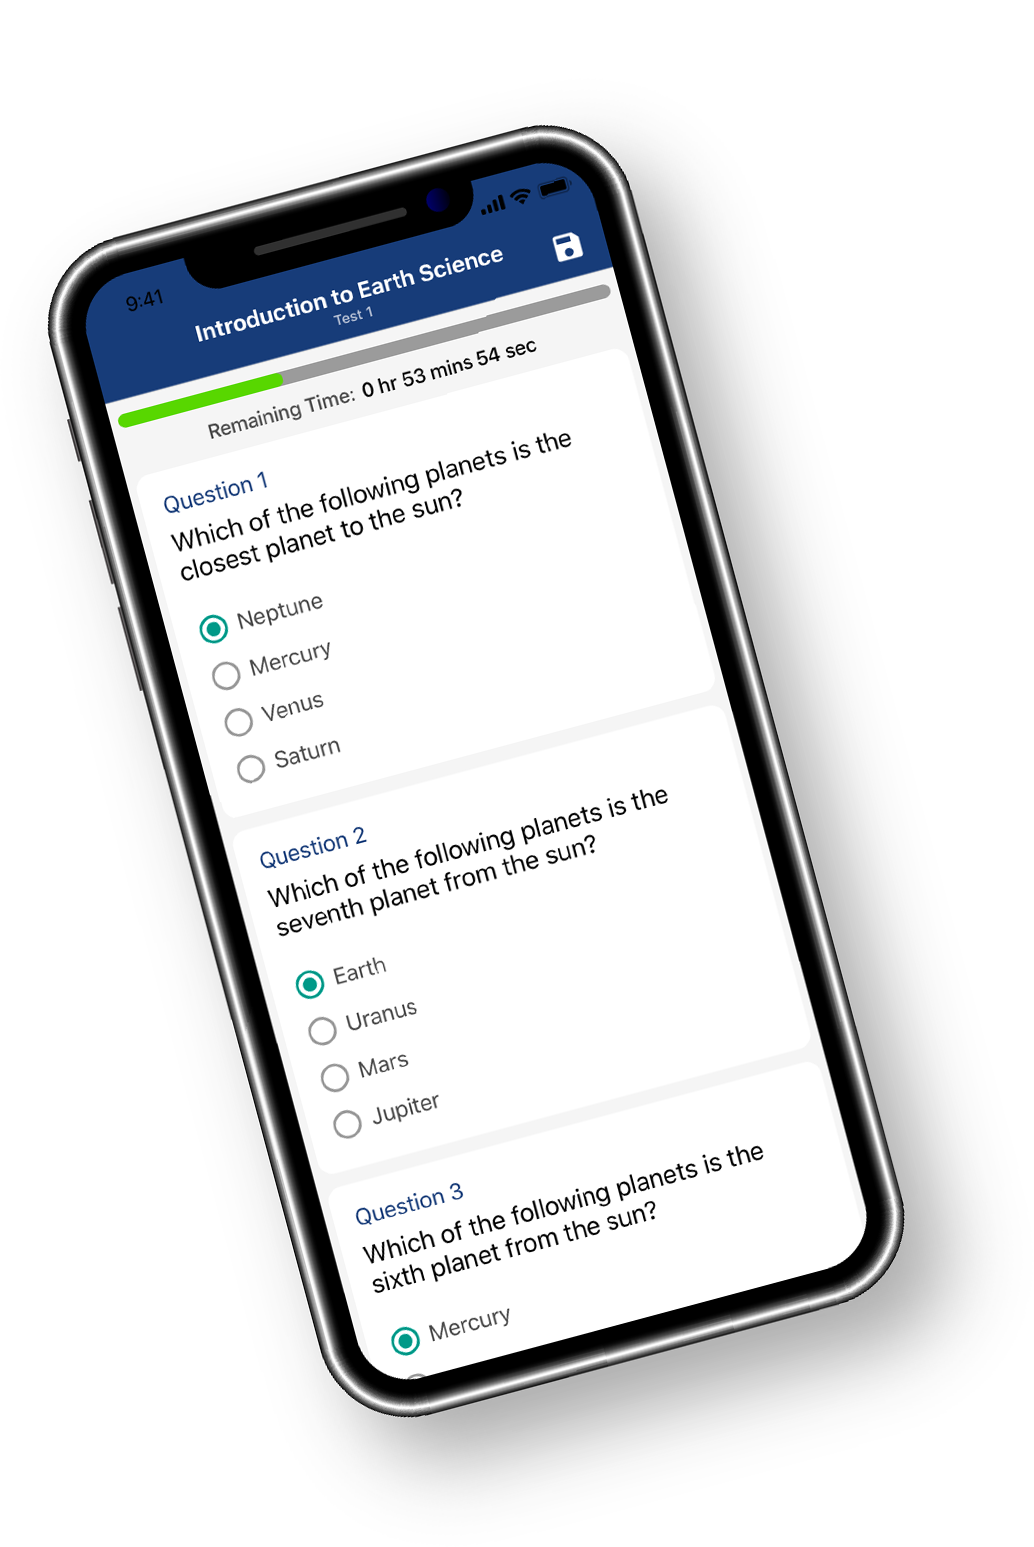 9:41
Introduction to Earth Science
Test 1
Remaining Time: 0 hr 53 mins 54 sec
Question 1
Which of the following planets is the
closest planet to the sun?
Neptune
Mercury
Venus
Saturn
Question 2
Which of the following planets is the
seventh planet from the sun?
Earth
Uranus
Mars
Jupiter
Question 3
Which of the following planets is the
sixth planet from the sun?
Mercury